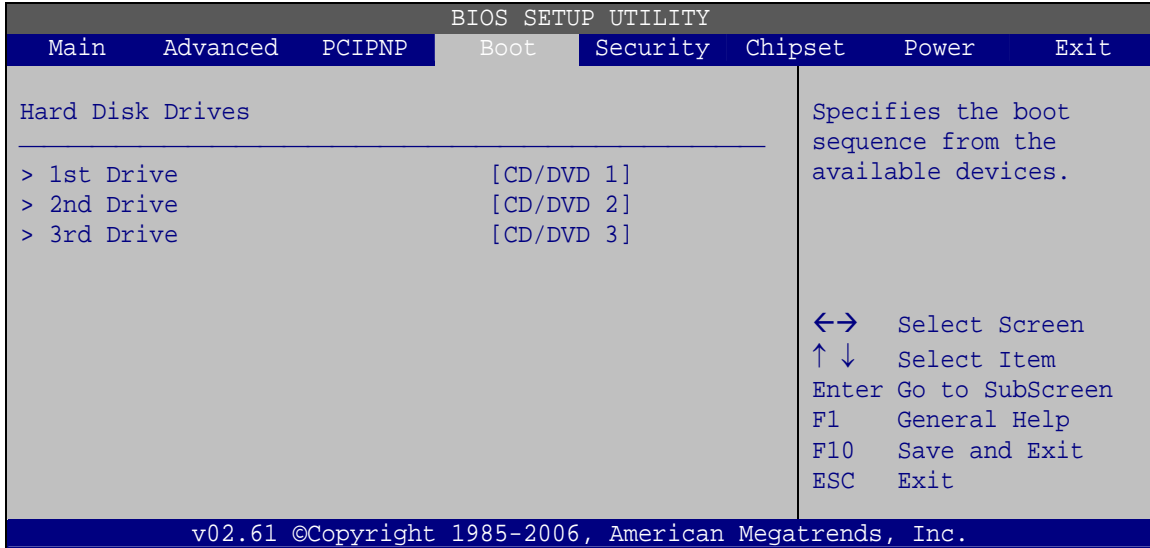 BIOS SETUP UTILITY
Main Advanced PCIPNP Boot Security Chipset Power Exit
Hard Disk Drives
> 1st Drive [CD/DVD 1]
> 2nd Drive [CD/DVD 2]
> 3rd Drive [CD/DVD 3]
Specifies the boot
sequence from the
available devices.
←→ Select Screen
↑ ↓ Select Item
Enter Go to SubScreen
F1 General Help
F10 Save and Exit
ESC Exit
v02.61 ©Copyright 1985-2006, American Megatrends, Inc.